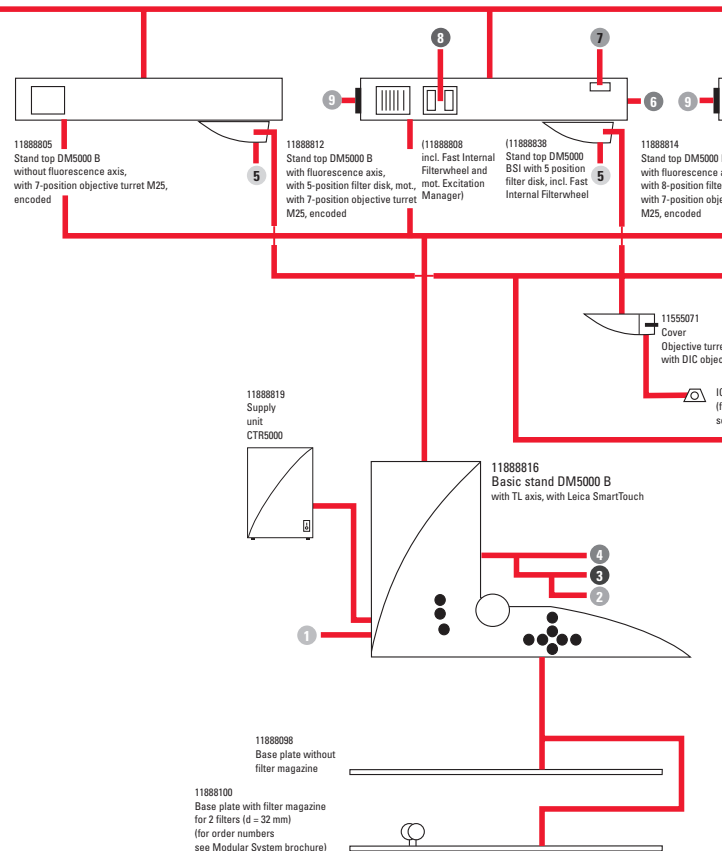 8
7
9
6
9
11888805
Stand top DM5000 B
without fluorescence axis,
with 7-position objective turret M25,
encoded
5
11888812
Stand top DM5000 B
with fluorescence axis,
with 5-position filter disk, mot.,
with 7-position objective turret
M25, encoded
(11888808
incl. Fast Internal
Filterwheel and
mot. Excitation
Manager)
(11888838
Stand top DM5000
BSI with 5 position
filter disk, incl. Fast
Internal Filterwheel
5
11888814
Stand top DM5000
with fluorescence
with 8-position
with 7-position
M25, encoded
11555071
Cover
Objective
with DIC
11888819
Supply
unit
CTR5000
11888816
Basic stand DM5000 B
with TL axis, with Leica SmartTouch
4
3
2
1
11888098
Base plate without
filter magazine
11888100
Base plate with filter magazine
for 2 filters (d = 32 mm)
(for order numbers
see Modular System brochure)